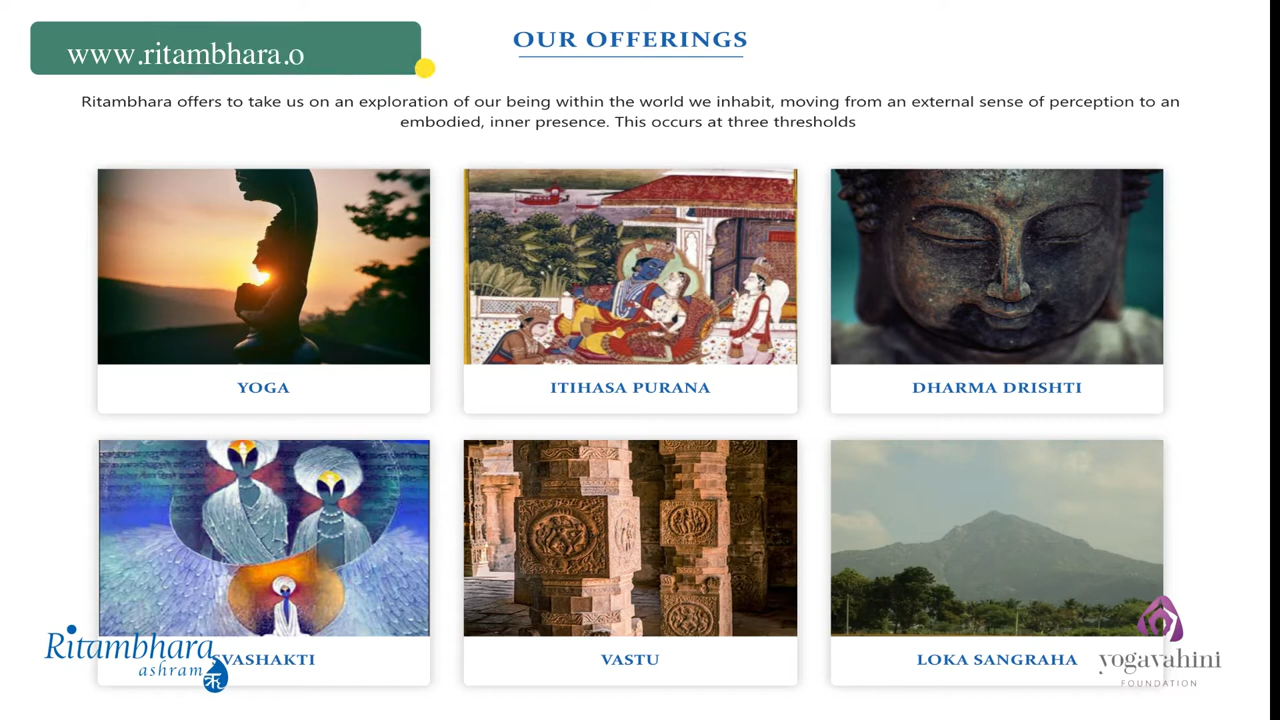 www.ritambhara.o
OUR OFFERINGS
Ritambhara offers to take us on an exploration of our being within the world we inhabit, moving from an external sense of perception to an
embodied, inner presence. This occurs at three thresholds
YOGA
ITIHASA PURANA
DHARMA DRISHTI
SVASHAKTI
VASTU
LOKA SANGRAHA
Ritambhara
ashram
ऋ
yogavahini
FOUNDATION